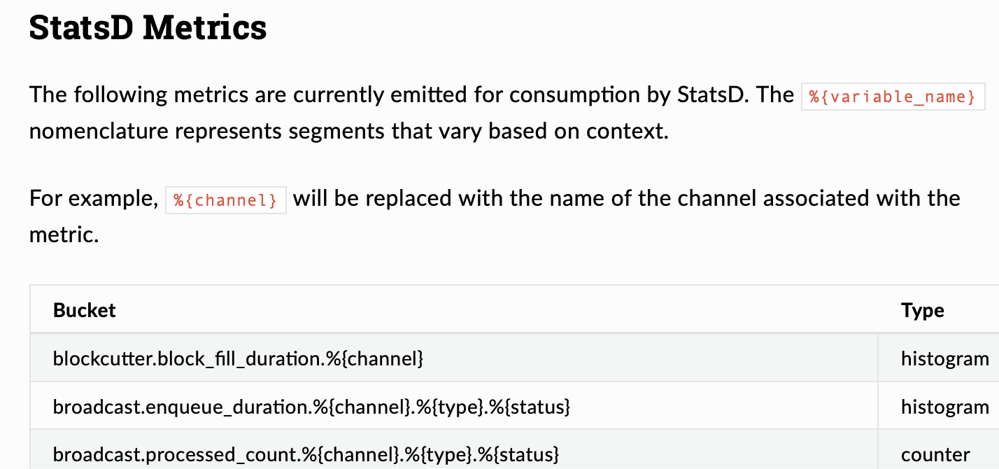 StatsD Metrics
The following metrics are currently emitted for consumption by StatsD. The %{variable_name}
nomenclature represents segments that vary based on context.
For example, %{channel} will be replaced with the name of the channel associated with the
metric.
Bucket Type
blockcutter.block_fill_duration.%{channel} histogram
broadcast.enqueue_duration.%{channel}.%{type}.%{status} histogram
broadcast.processed_count.%{channel}.%{type}.%{status} counter